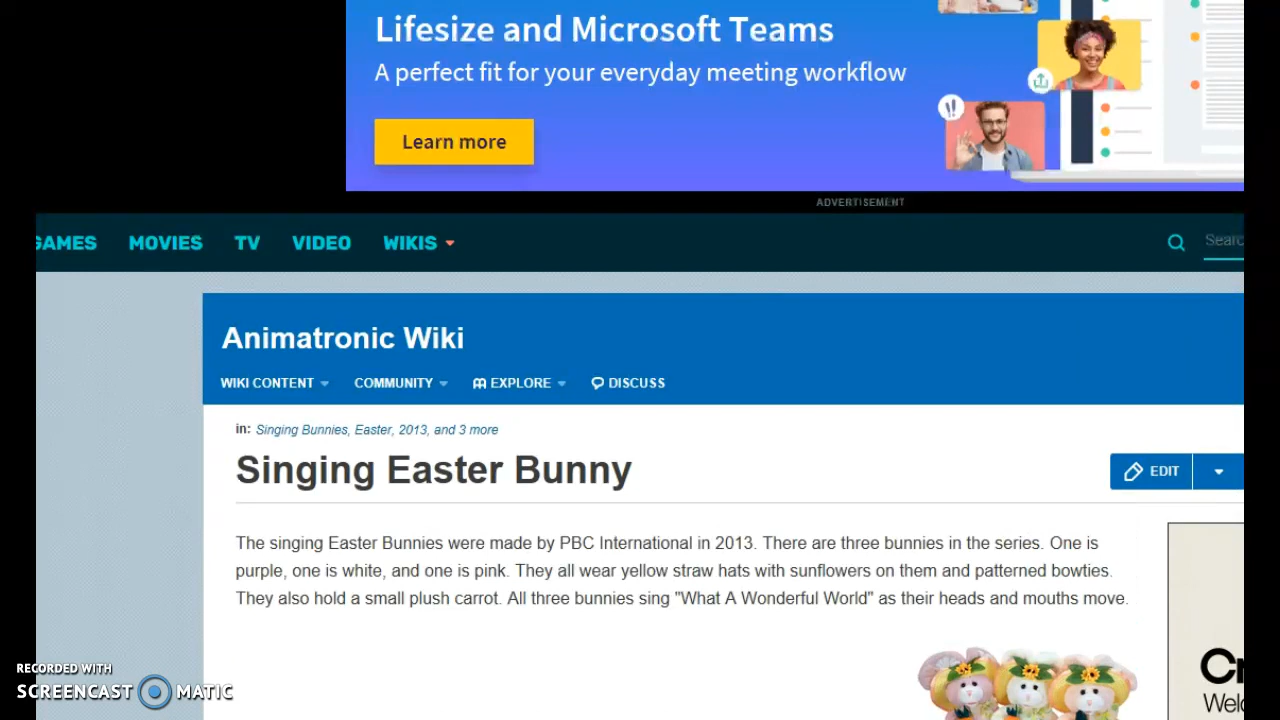 Lifesize and Microsoft Teams
A perfect fit for your everyday meeting workflow
Learn more
ADVERTISEMENT
GAMES MOVIES TV VIDEO WIKIS
Animatronic Wiki
WIKI CONTENT COMMUNITY EXPLORE DISCUSS
in: Singing Bunnies, Easter, 2013, and 3 more
Singing Easter Bunny
EDIT
The singing Easter Bunnies were made by PBC International in 2013. There are three bunnies in the series. One is
purple, one is white, and one is pink. They all wear yellow straw hats with sunflowers on them and patterned bowties.
They also hold a small plush carrot. All three bunnies sing "What A Wonderful World" as their heads and mouths move.
RECORDED WITH
SCREENCAST MATIC